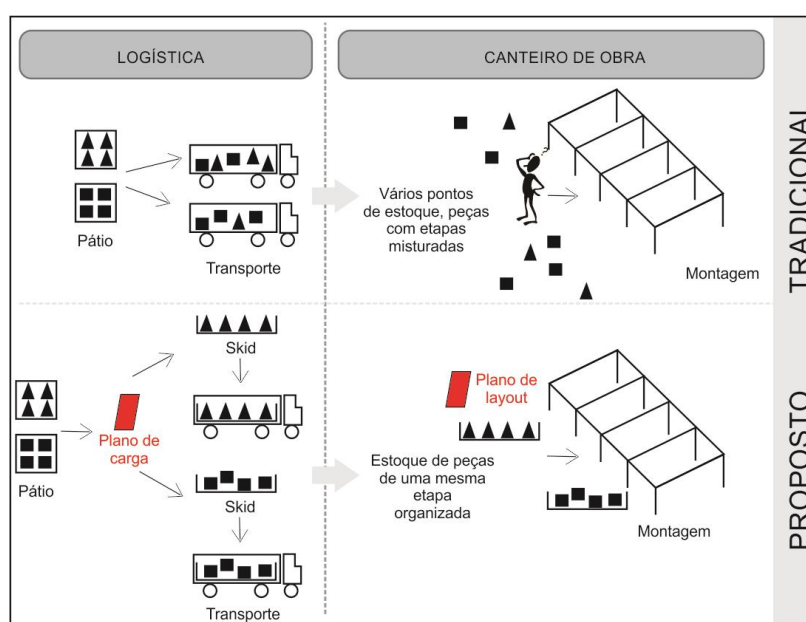 LOGÍSTICA
CANTEIRO DE OBRA
TRADICIONAL
Pátio
Transporte
Vários pontos
de estoque, peças
com etapas
misturadas
Montagem
PROPOSTO
Pátio
Plano de
carga
Skid
Skid
Transporte
Plano de
layout
Estoque de peças
de uma mesma
etapa
organizada
Montagem